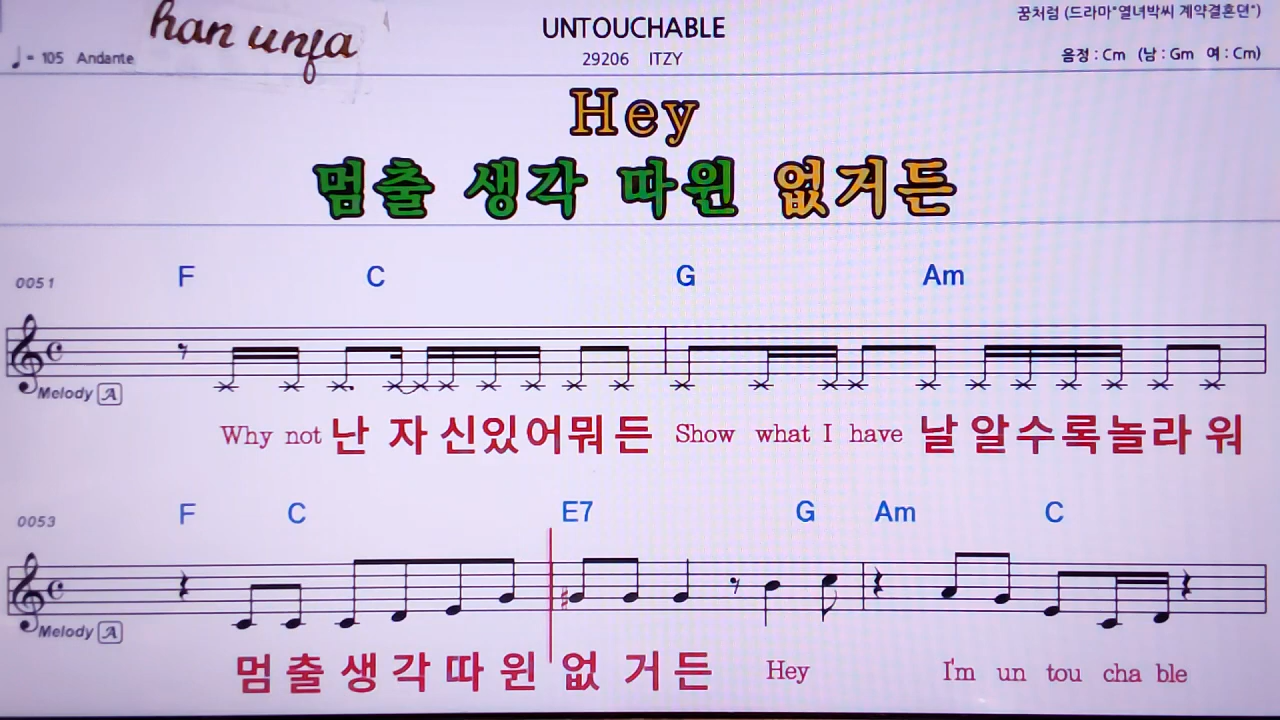 han unfa
UNTOUCHABLE
꿈처럼 (드라마"열녀박씨 계약결혼뎐")
♩= 105 Andante
29206 ITZY
음정 : Cm (남 : Gm 여 : Cm)
Hey
멈출 생각 따윈 없거든
0051 F C G Am
Melody A
Why not 난 자 신있어뭐든 Show what I have 날 알수록놀라 워
0053 F C E7 G Am C
Melody A
멈 출 생 각 따 윈 없 거 든 Hey I'm un tou cha ble